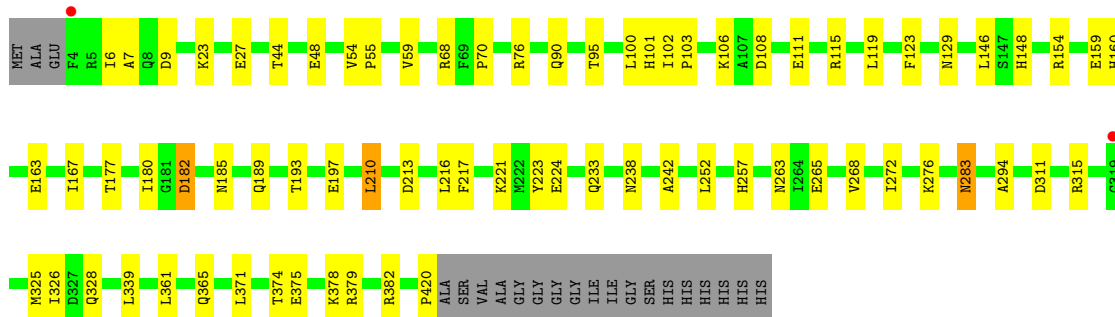 MET ALA GLU F4 R5 I6 A7 Q8 D9 K23 E27 T44 E48 V54 P55 V59 R68 F69 P70 R76 Q90 T95 L100 H101 I102 P103 K106 A107 D108 E111 R115 L119 F123 N129 L146 S147 H148 R154 E159 H160
E163 I167 T177 I180 G181 D182 N185 Q189 T193 E197 L210 D213 L216 F217 K221 M222 Y223 E224 Q233 N238 A242 L252 H257 N263 I264 E265 V268 I272 K276 N283 A294 D311 R315 G319
M325 I326 D327 Q328 L339 L361 Q365 L371 T374 E375 K378 R379 R382 P420 ALA SER VAL ALA GLY GLY GLY GLY ILE ILE GLY SER HIS HIS HIS HIS HIS HIS